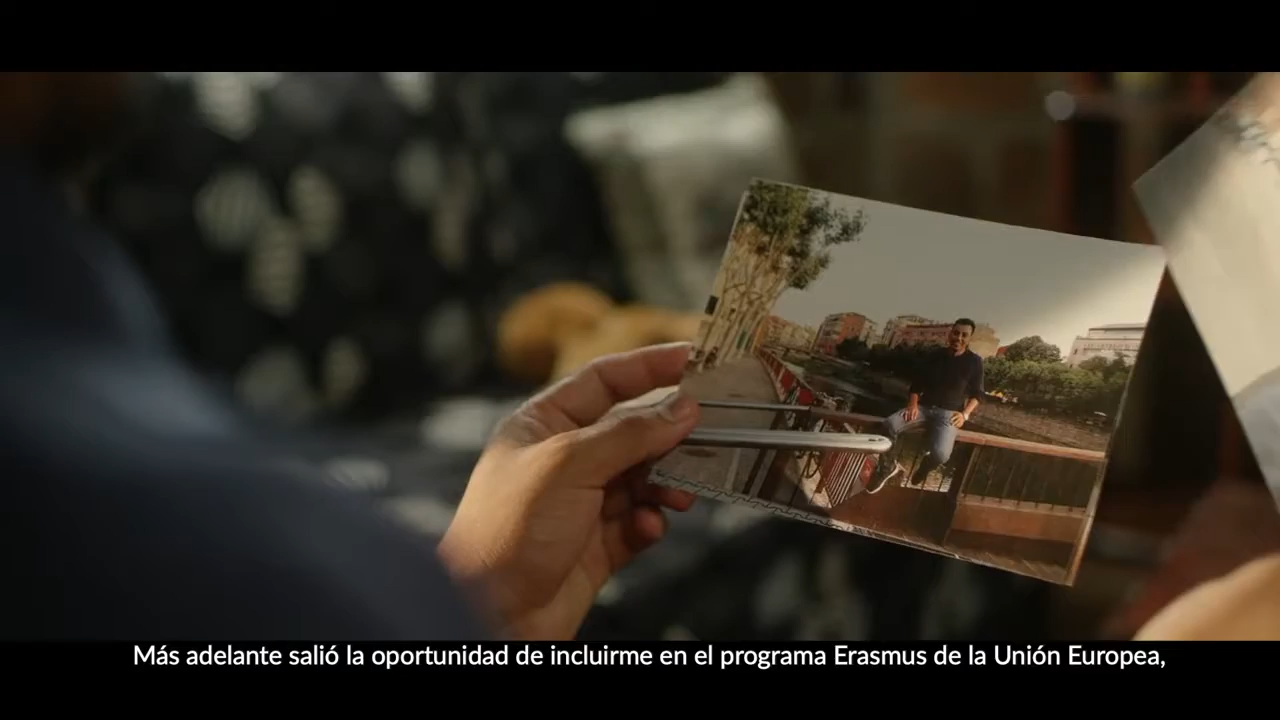 Más adelante salió la oportunidad de incluirme en el programa Erasmus de la Unión Europea,